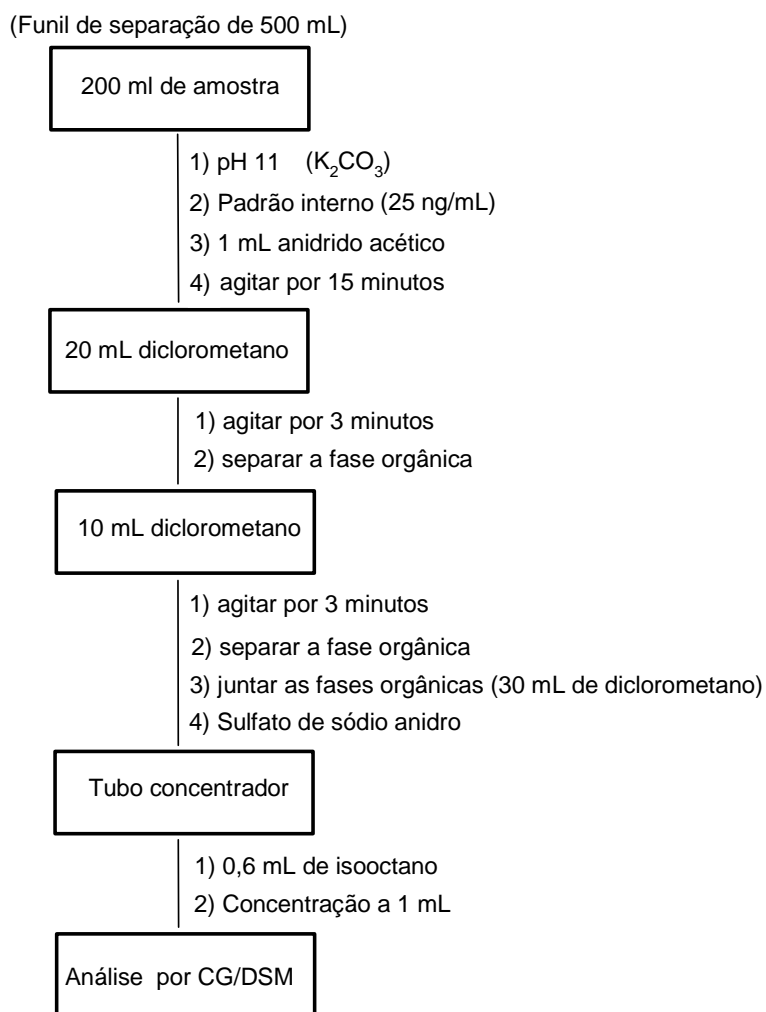 (Funil de separação de 500 mL)
200 ml de amostra
1) pH 11 (K₂CO₃)
2) Padrão interno (25 ng/mL)
3) 1 mL anidrido acético
4) agitar por 15 minutos
20 mL diclorometano
1) agitar por 3 minutos
2) separar a fase orgânica
10 mL diclorometano
1) agitar por 3 minutos
2) separar a fase orgânica
3) juntar as fases orgânicas (30 mL de diclorometano)
4) Sulfato de sódio anidro
Tubo concentrador
1) 0,6 mL de isooctano
2) Concentração a 1 mL
Análise por CG/DSM